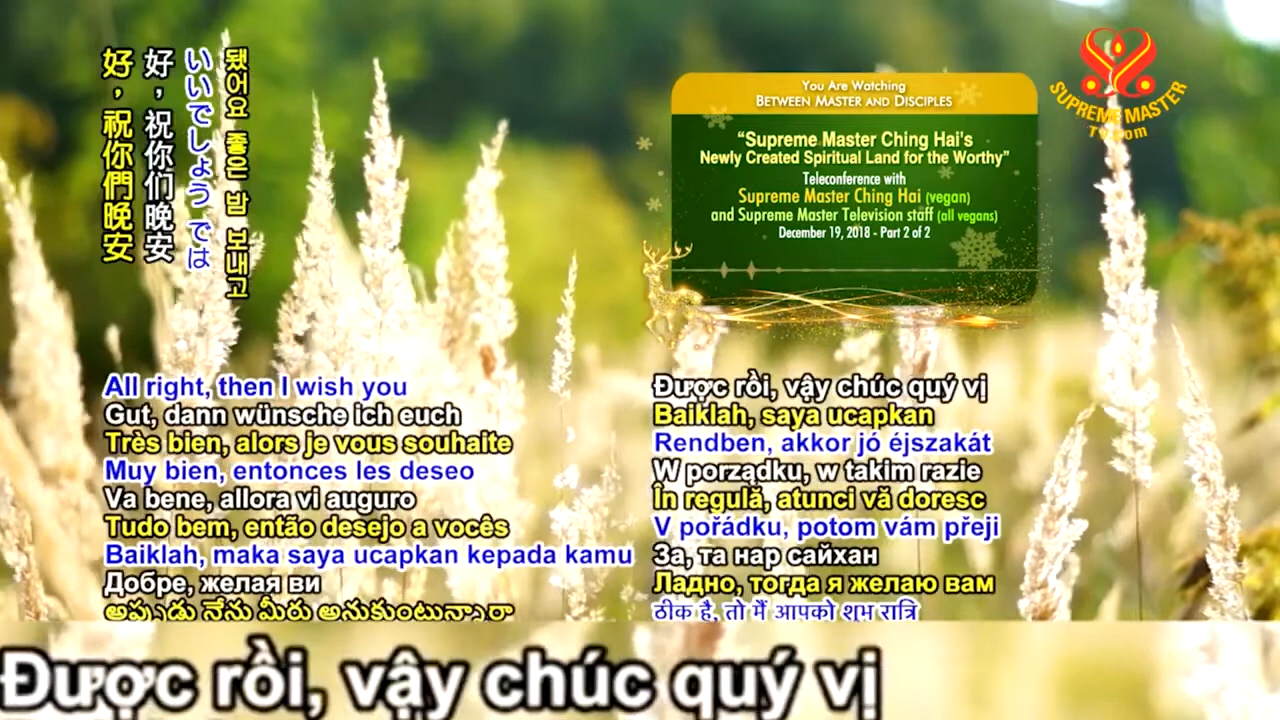 好，祝你們晚安
好，祝你们晚安
いいでしょう では
됐어요 좋은 밤 보내고
You Are Watching
BETWEEN MASTER AND DISCIPLES
“Supreme Master Ching Hai's
Newly Created Spiritual Land for the Worthy”
Teleconference with
Supreme Master Ching Hai (vegan)
and Supreme Master Television staff (all vegans)
December 19, 2018 - Part 2 of 2
SUPREME MASTER
TV.com
All right, then I wish you
Gut, dann wünsche ich euch
Très bien, alors je vous souhaite
Muy bien, entonces les deseo
Va bene, allora vi auguro
Tudo bem, então desejo a vocês
Baiklah, maka saya ucapkan kepada kamu
Добре, желая ви
అప్పుడు నేను మీరు అనుకుంటున్నారా
Được rồi, vậy chúc quý vị
Baiklah, saya ucapkan
Rendben, akkor jó éjszakát
W porządku, w takim razie
În regulă, atunci vă doresc
V pořádku, potom vám přeji
За, та нар сайхан
Ладно, тогда я желаю вам
ठीक है, तो मैं आपको शुभ रात्रि
Được rồi, vậy chúc quý vị